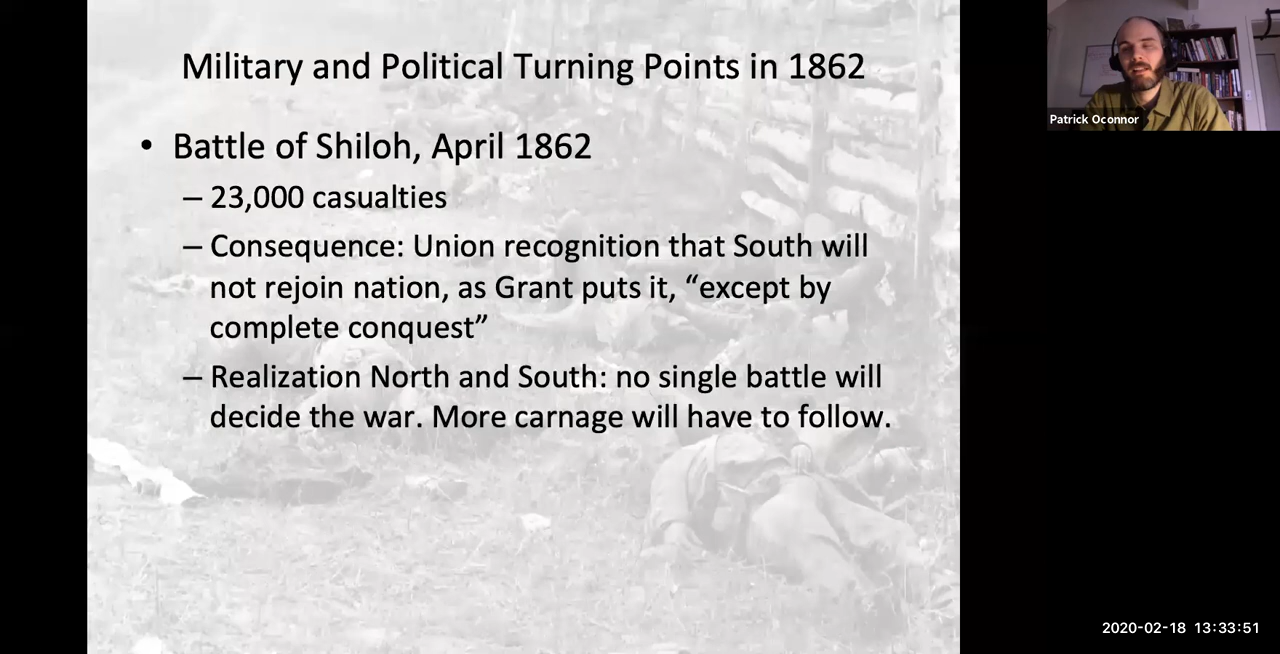 Military and Political Turning Points in 1862
• Battle of Shiloh, April 1862
– 23,000 casualties
– Consequence: Union recognition that South will
not rejoin nation, as Grant puts it, “except by
complete conquest”
– Realization North and South: no single battle will
decide the war. More carnage will have to follow.
Patrick Oconnor
2020-02-18 13:33:51